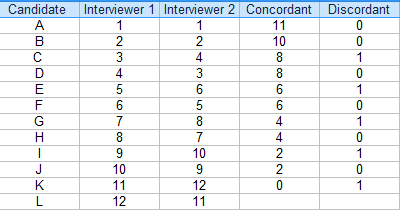 Candidate Interviewer 1 Interviewer 2 Concordant Discordant
A 1 1 11 0
B 2 2 10 0
C 3 4 8 1
D 4 3 8 0
E 5 6 6 1
F 6 5 6 0
G 7 8 4 1
H 8 7 4 0
I 9 10 2 1
J 10 9 2 0
K 11 12 0 1
L 12 11